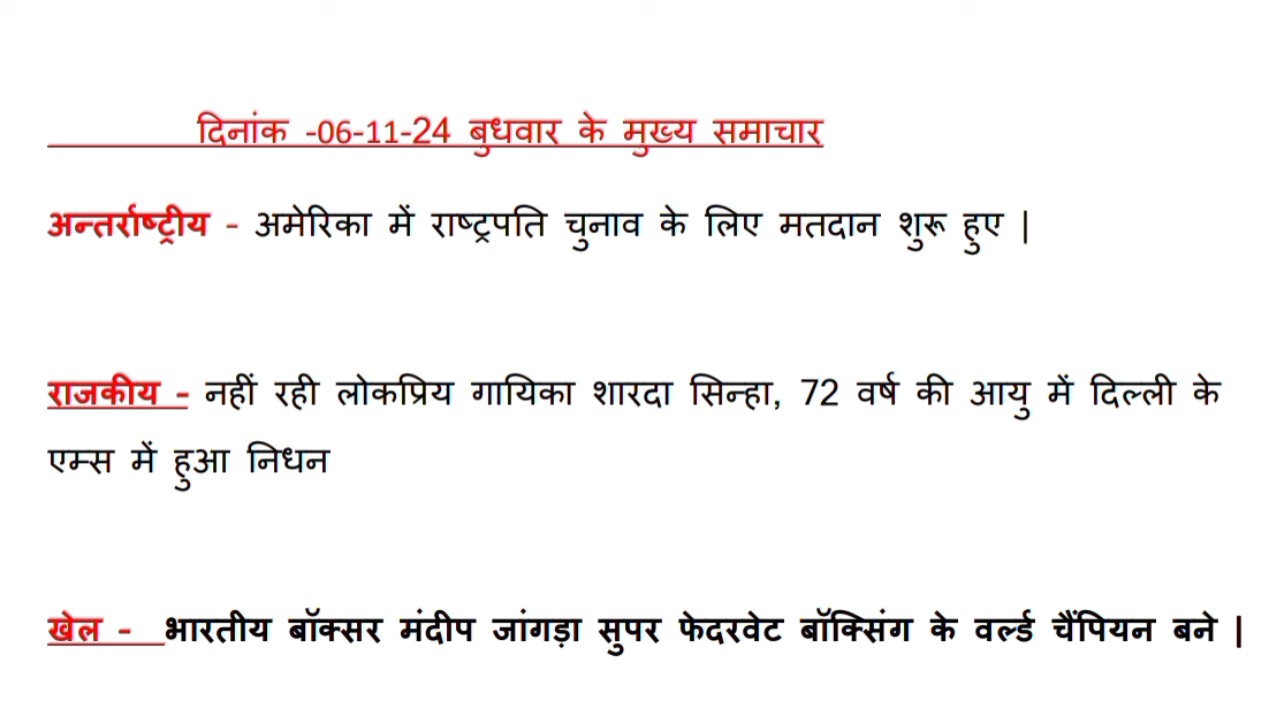 दिनांक -06-11-24 बुधवार के मुख्य समाचार
अन्तर्राष्ट्रीय - अमेरिका में राष्ट्रपति चुनाव के लिए मतदान शुरू हुए |
राजकीय - नहीं रही लोकप्रिय गायिका शारदा सिन्हा, 72 वर्ष की आयु में दिल्ली के
एम्स में हुआ निधन
खेल - भारतीय बॉक्सर मंदीप जांगड़ा सुपर फेदरवेट बॉक्सिंग के वर्ल्ड चैंपियन बने |